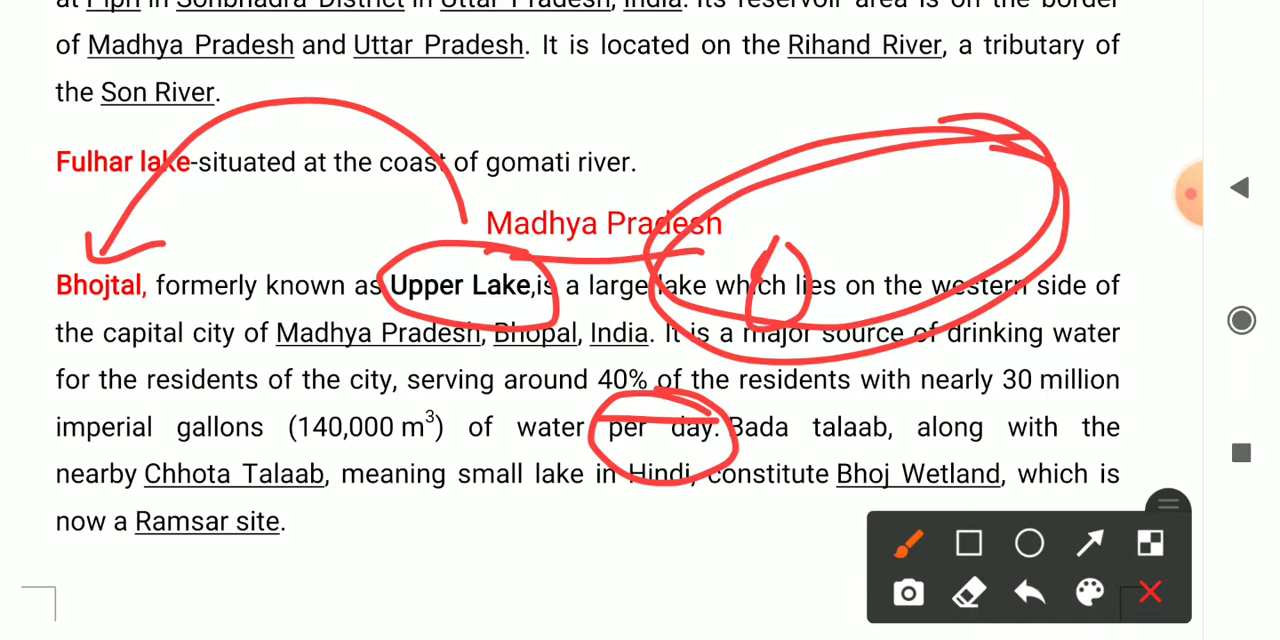 of Madhya Pradesh and Uttar Pradesh. It is located on the Rihand River, a tributary of
the Son River.
Fulhar lake-situated at the coast of gomati river.
Madhya Pradesh
Bhojtal, formerly known as Upper Lake,is a large lake which lies on the western side of
the capital city of Madhya Pradesh, Bhopal, India. It is a major source of drinking water
for the residents of the city, serving around 40% of the residents with nearly 30 million
imperial gallons (140,000 m³) of water per day. Bada talaab, along with the
nearby Chhota Talaab, meaning small lake in Hindi, constitute Bhoj Wetland, which is
now a Ramsar site.